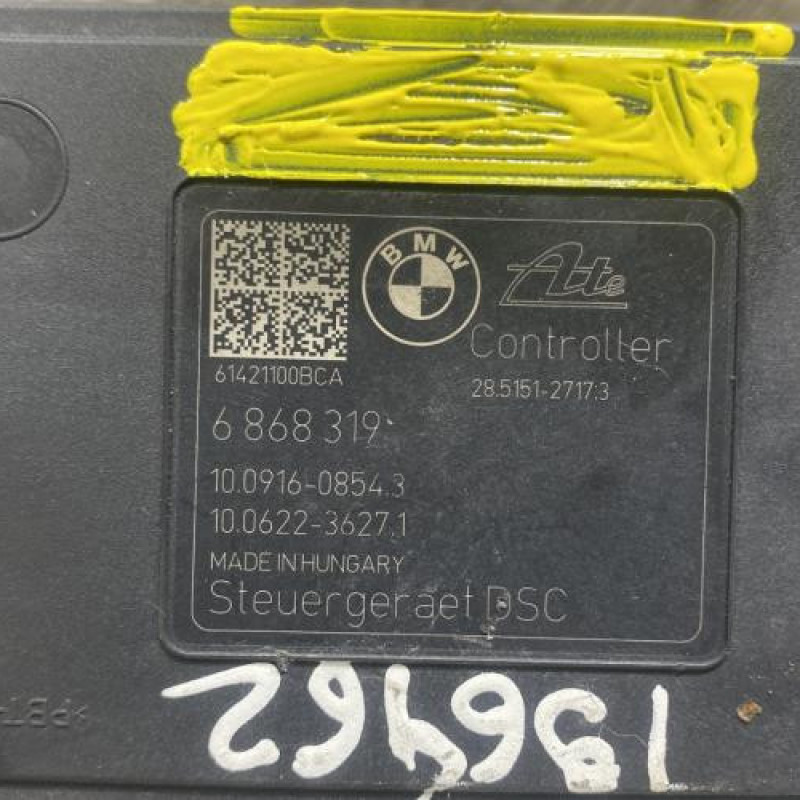 BMW
Ate
Controller
61421100BCA
28.5151-2717.3
6 868 319
10.0916-0854.3
10.0622-3627.1
MADE IN HUNGARY
Steuergeraet DSC